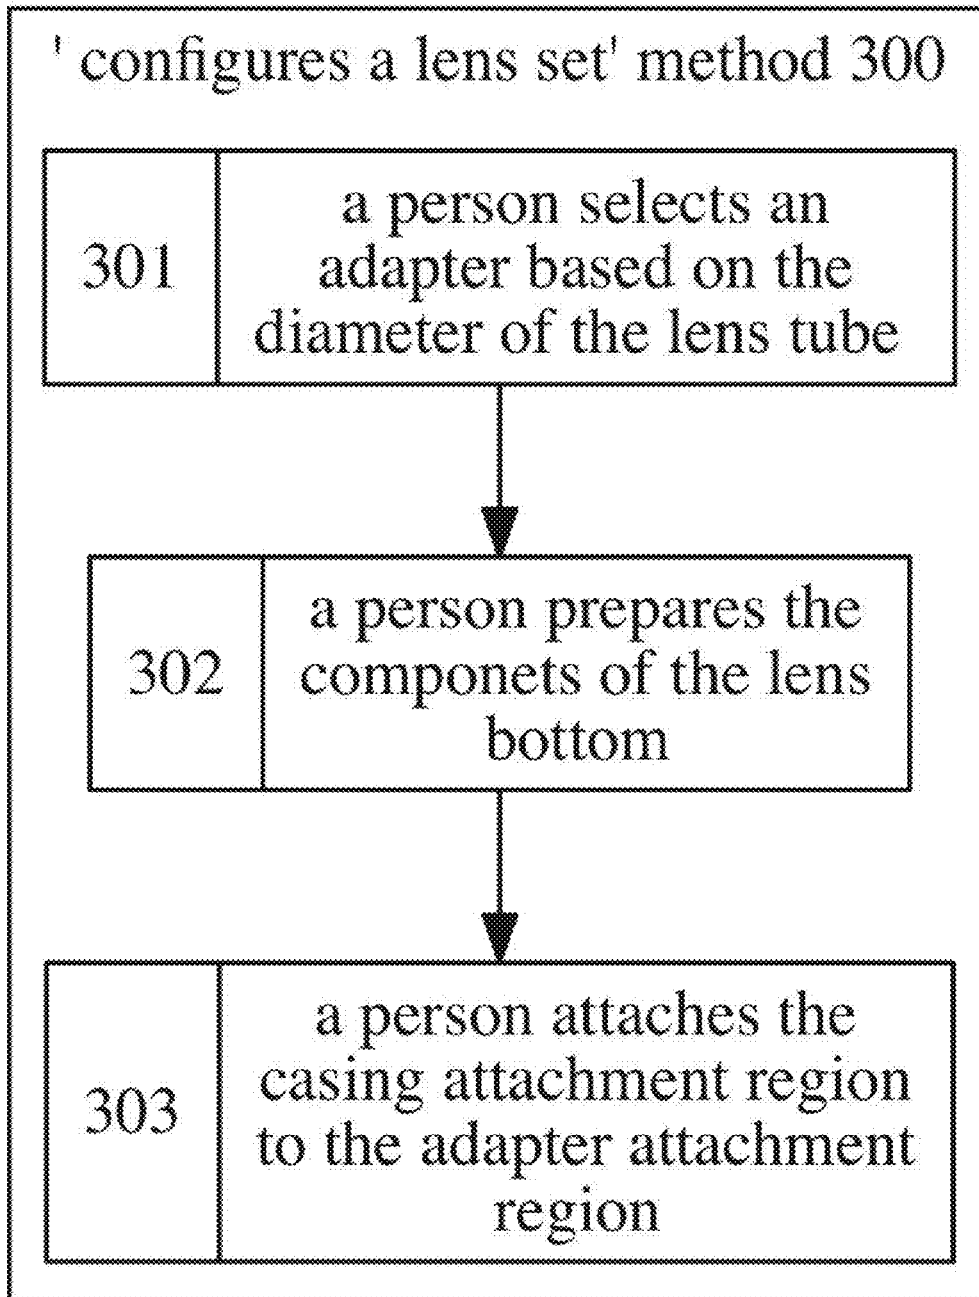 ' configures a lens set' method 300
301
a person selects an
adapter based on the
diameter of the lens tube
302
a person prepares the
componets of the lens
bottom
303
a person attaches the
casing attachment region
to the adapter attachment
region